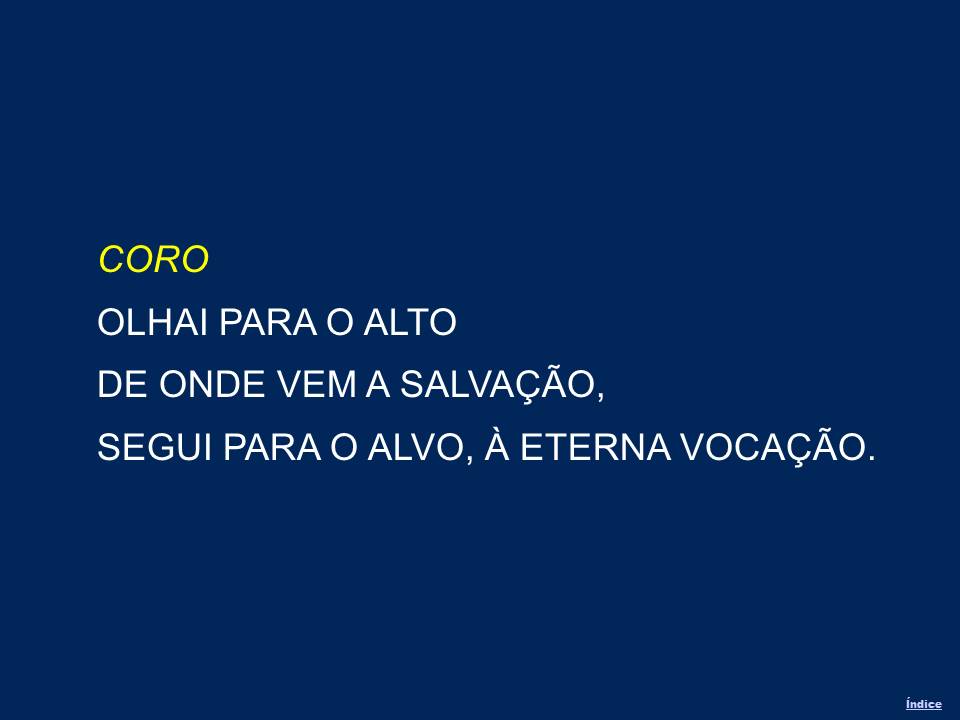 CORO
OLHAI PARA O ALTO
DE ONDE VEM A SALVAÇÃO,
SEGUI PARA O ALVO, À ETERNA VOCAÇÃO.
Índice